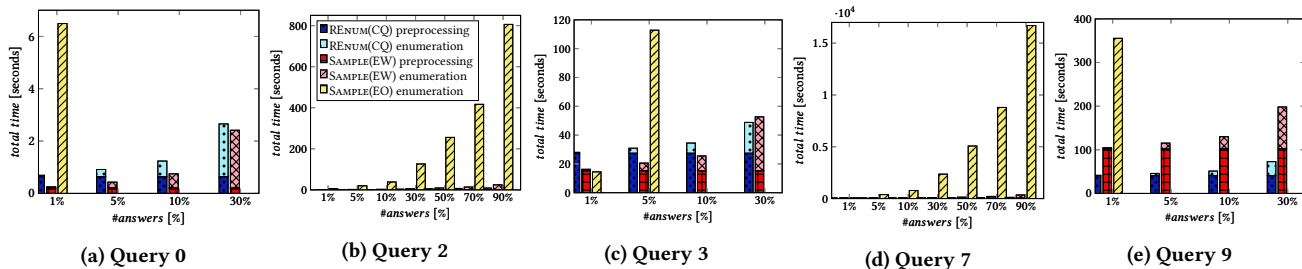 6
4
2
0
total time [seconds]
1%
5%
10%
30%
#answers [%]
(a) Query 0
800
600
400
200
0
total time [seconds]
RENUM(CQ) preprocessing
RENUM(CQ) enumeration
SAMPLE(EW) preprocessing
SAMPLE(EW) enumeration
SAMPLE(EO) enumeration
1%
5%
10%
30%
50%
70%
90%
#answers [%]
(b) Query 2
120
100
80
60
40
20
0
total time [seconds]
1%
5%
10%
30%
#answers [%]
(c) Query 3
·10⁴
1.5
1
0.5
0
total time [seconds]
1%
5%
10%
30%
50%
70%
90%
#answers [%]
(d) Query 7
400
300
200
100
0
total time [seconds]
1%
5%
10%
30%
#answers [%]
(e) Query 9